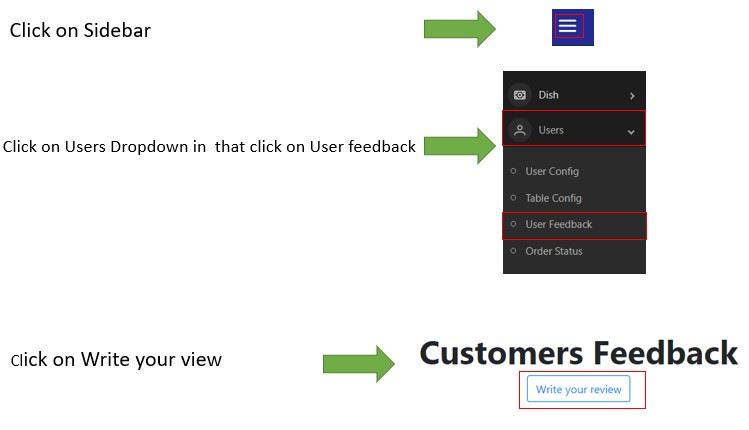 Click on Sidebar
Dish
Click on Users Dropdown in  that click on User feedback
Users
User Config
Table Config
User Feedback
Order Status
Click on Write your view
Customers Feedback
Write your review